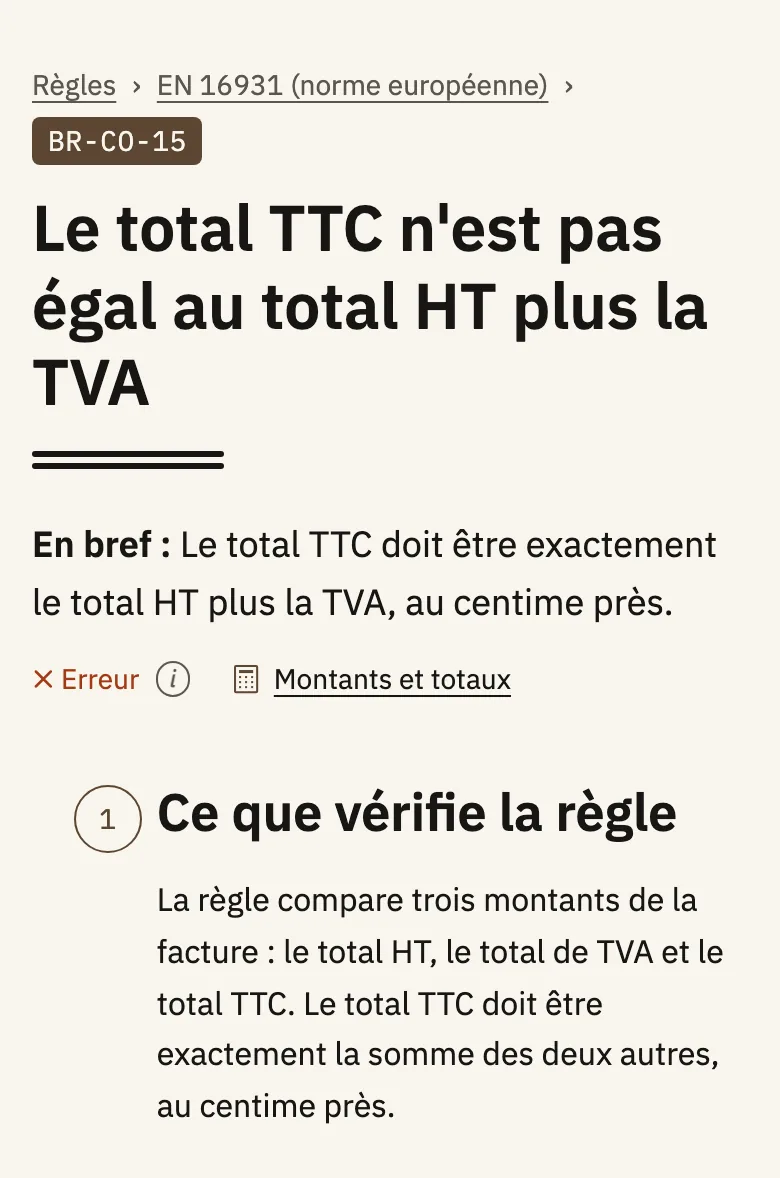 Règles › EN 16931 (norme européenne) ›
BR-CO-15
Le total TTC n'est pas
égal au total HT plus la
TVA
En bref : Le total TTC doit être exactement
le total HT plus la TVA, au centime près.
× Erreur i Montants et totaux
1 Ce que vérifie la règle
La règle compare trois montants de la
facture : le total HT, le total de TVA et le
total TTC. Le total TTC doit être
exactement la somme des deux autres,
au centime près.